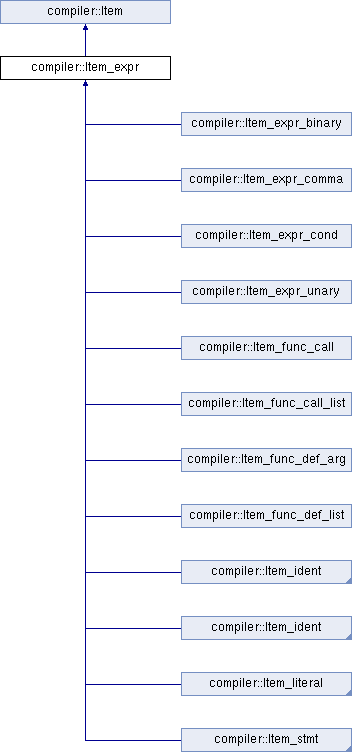 compiler::Item
compiler::Item_expr
compiler::Item_expr_binary
compiler::Item_expr_comma
compiler::Item_expr_cond
compiler::Item_expr_unary
compiler::Item_func_call
compiler::Item_func_call_list
compiler::Item_func_def_arg
compiler::Item_func_def_list
compiler::Item_ident
compiler::Item_ident
compiler::Item_literal
compiler::Item_stmt